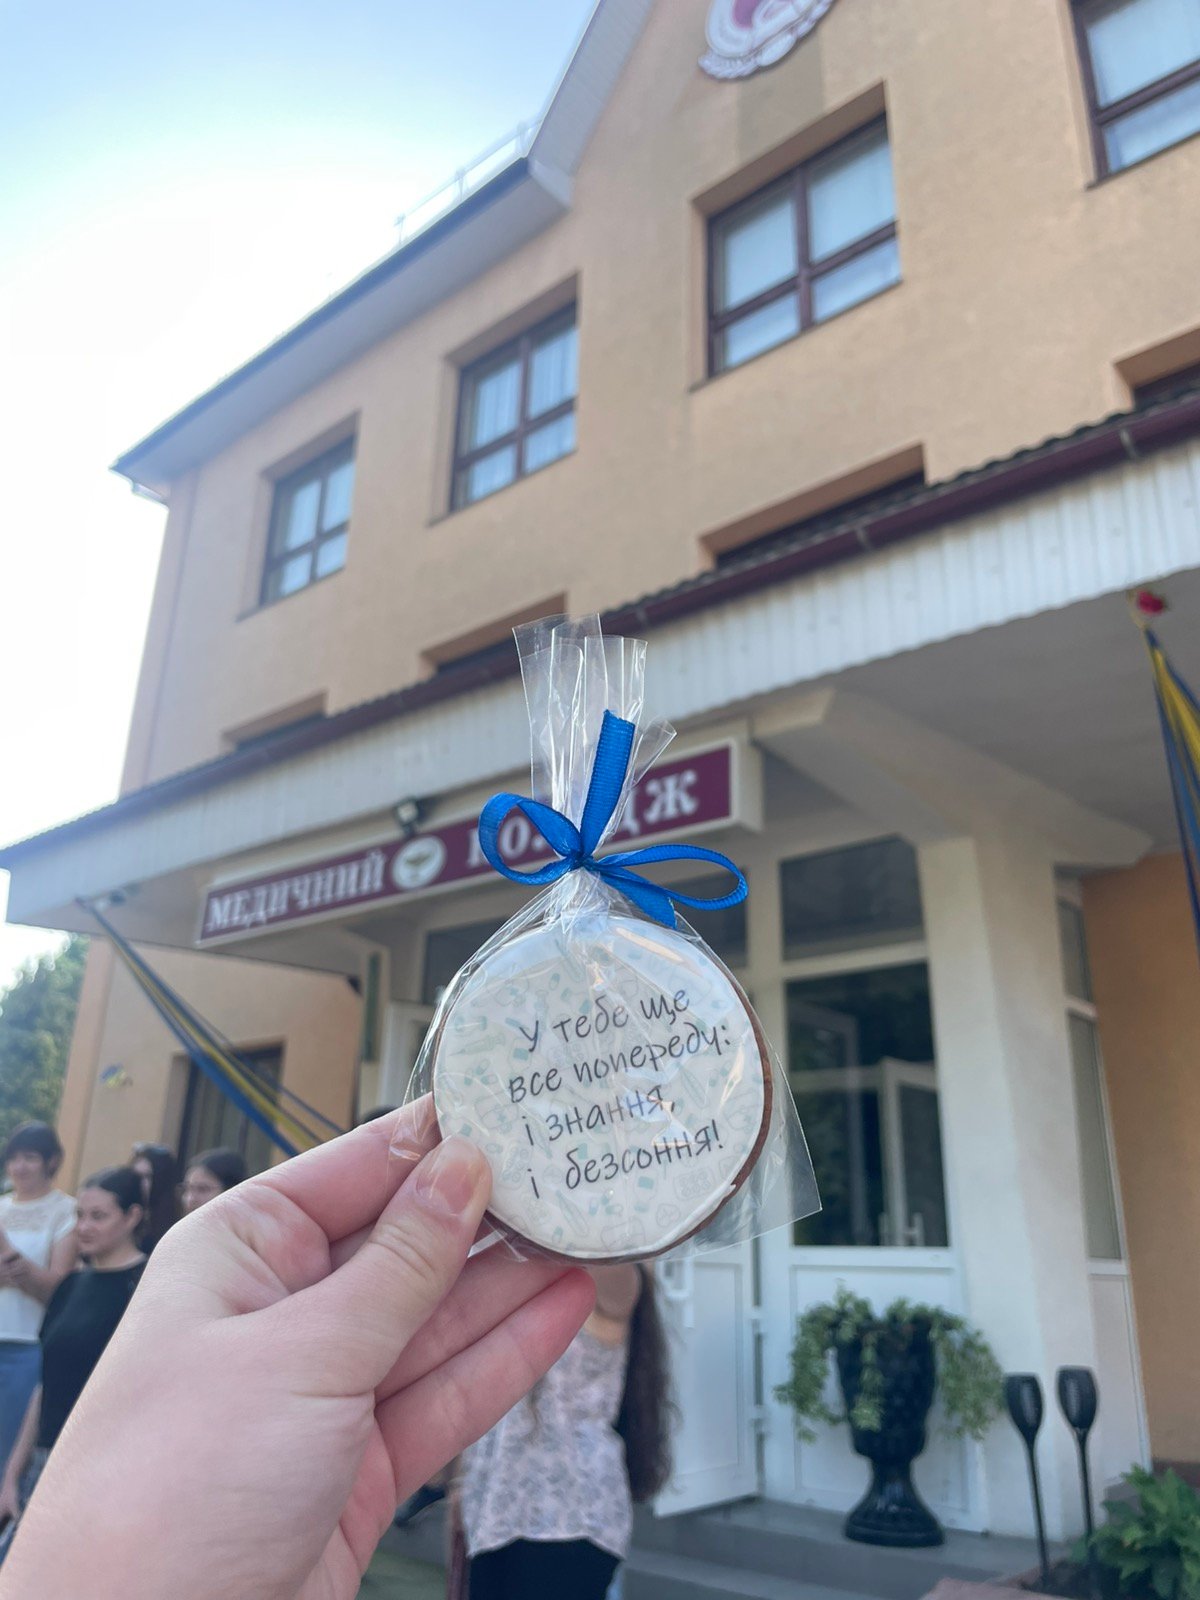 МЕДИЧНИЙ
У тебе ще
все попереду:
і знання,
і безсоння!